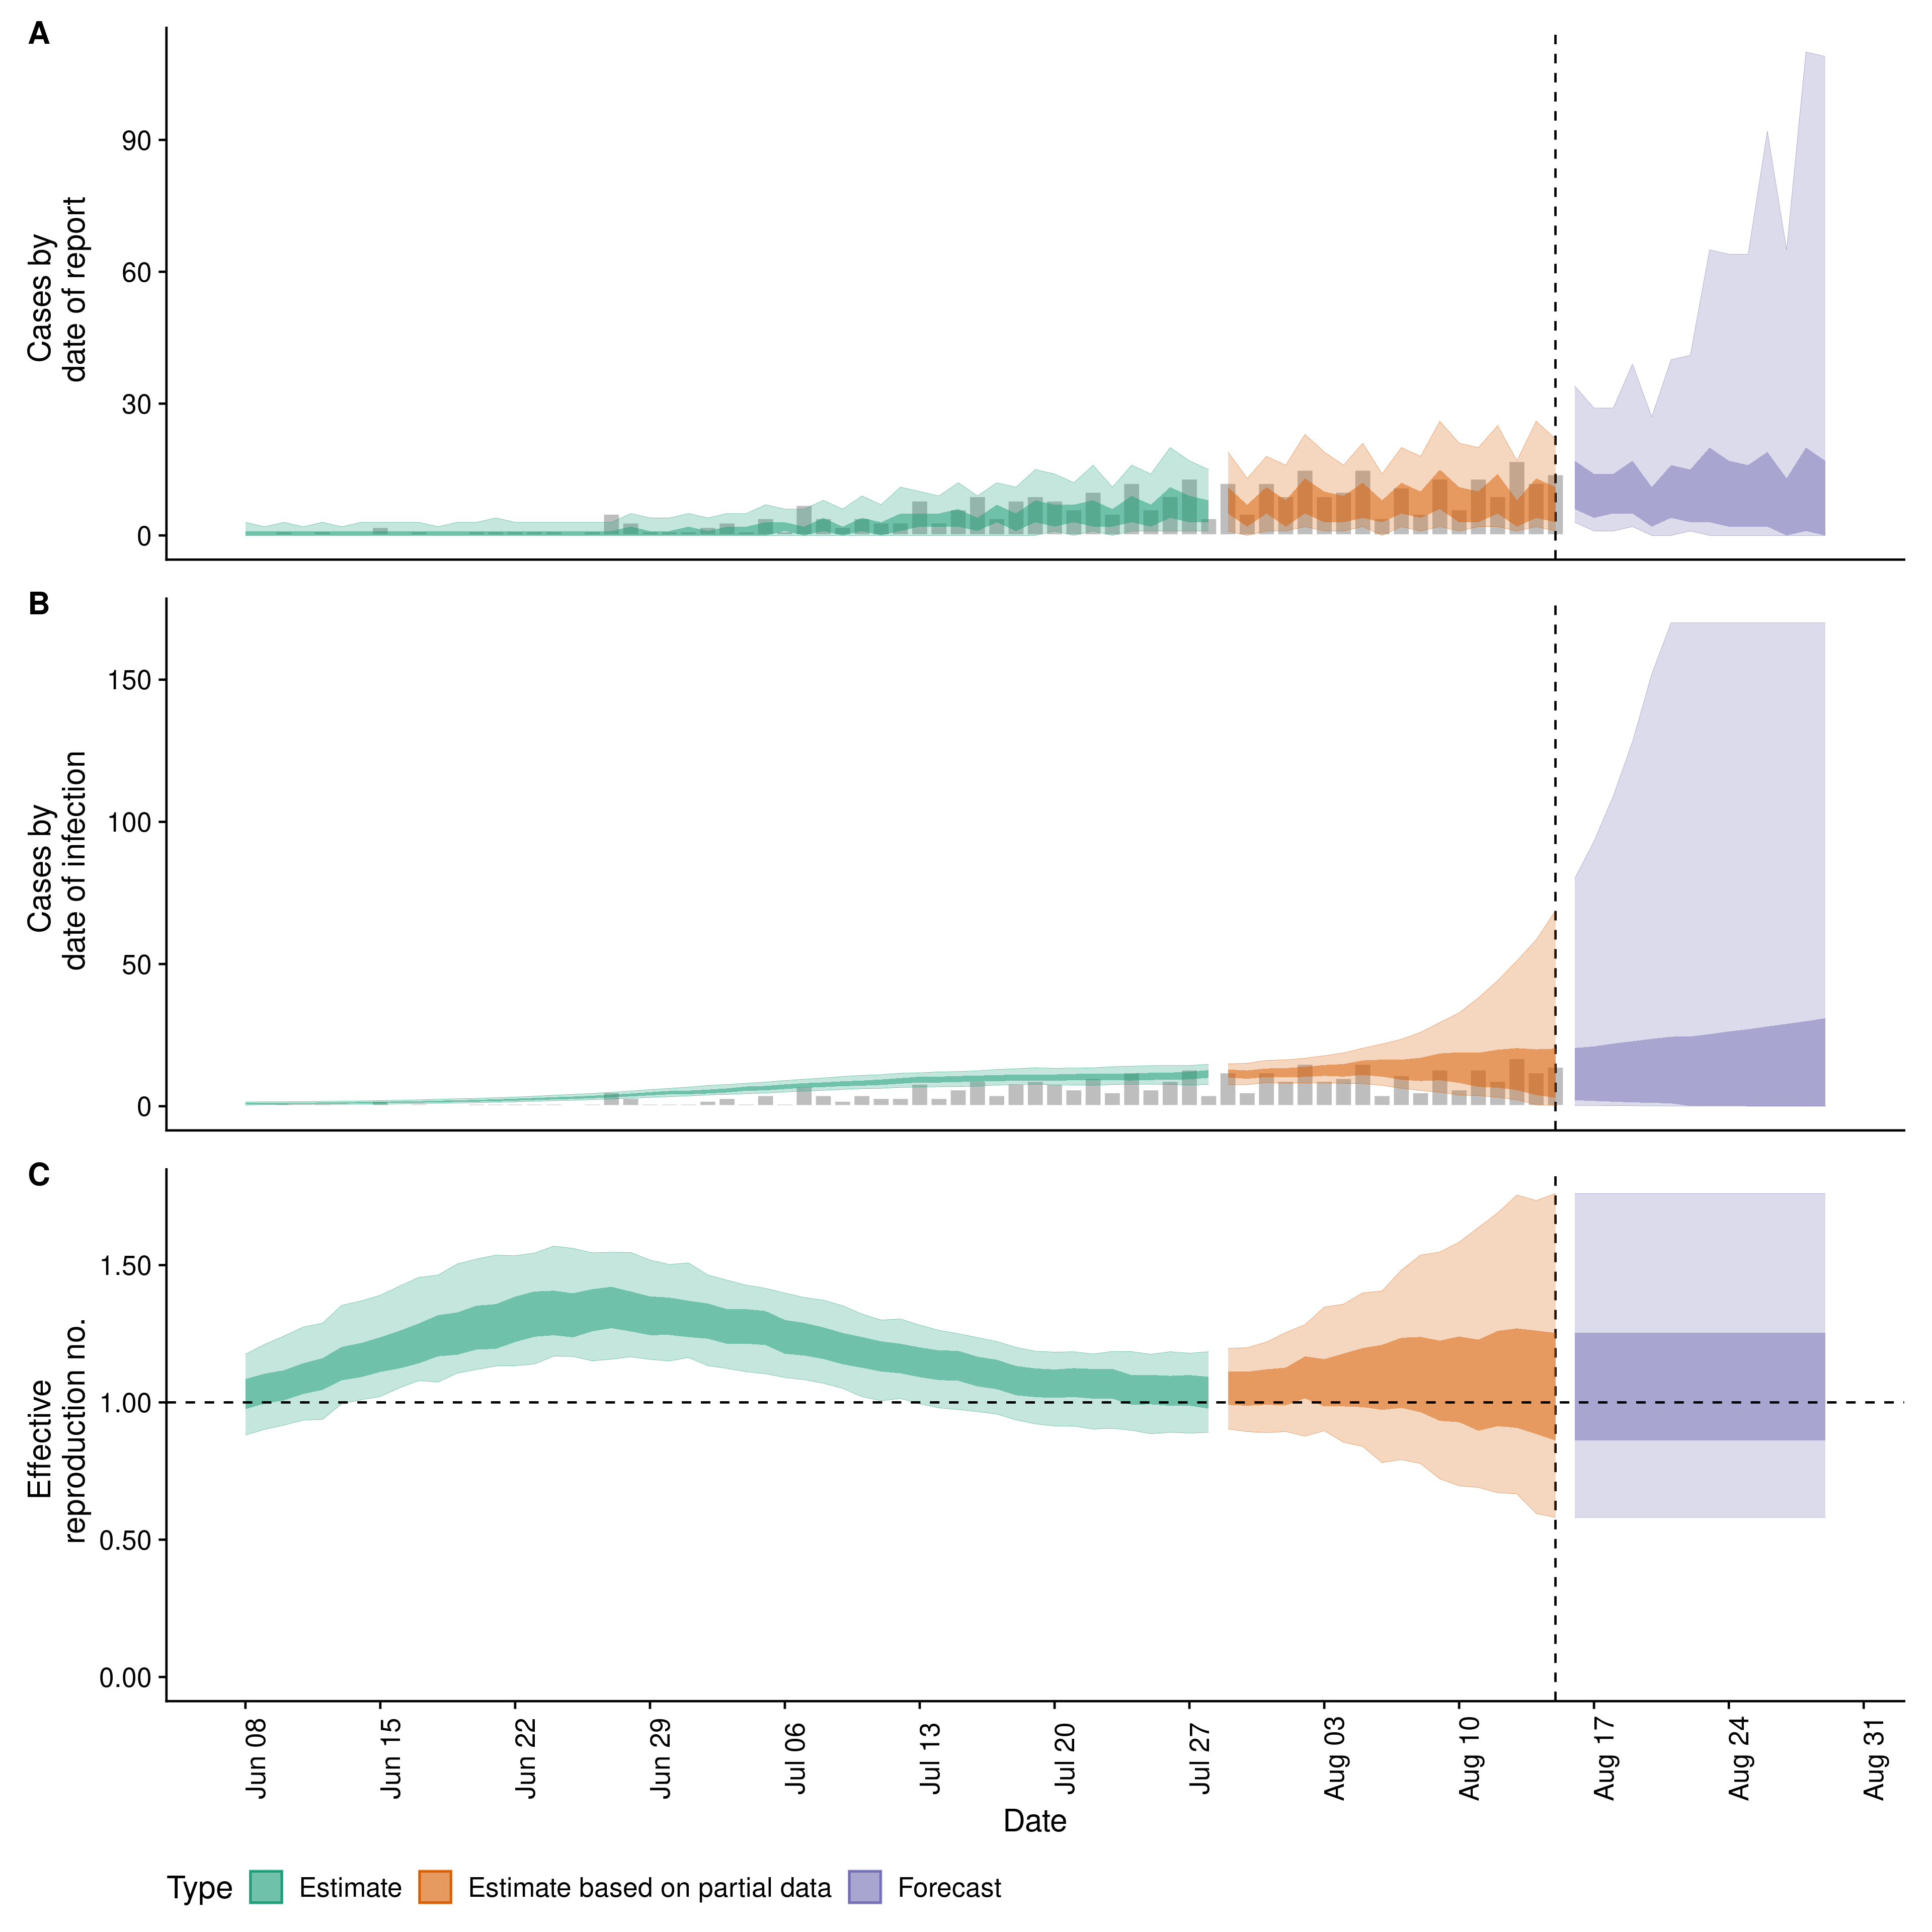 A
Cases by
date of report
90
60
30
0
B
Cases by
date of infection
150
100
50
0
C
Effective
reproduction no.
1.50
1.00
0.50
0.00
Jun 08
Jun 15
Jun 22
Jun 29
Jul 06
Jul 13
Jul 20
Jul 27
Aug 03
Aug 10
Aug 17
Aug 24
Aug 31
Date
Type Estimate Estimate based on partial data Forecast